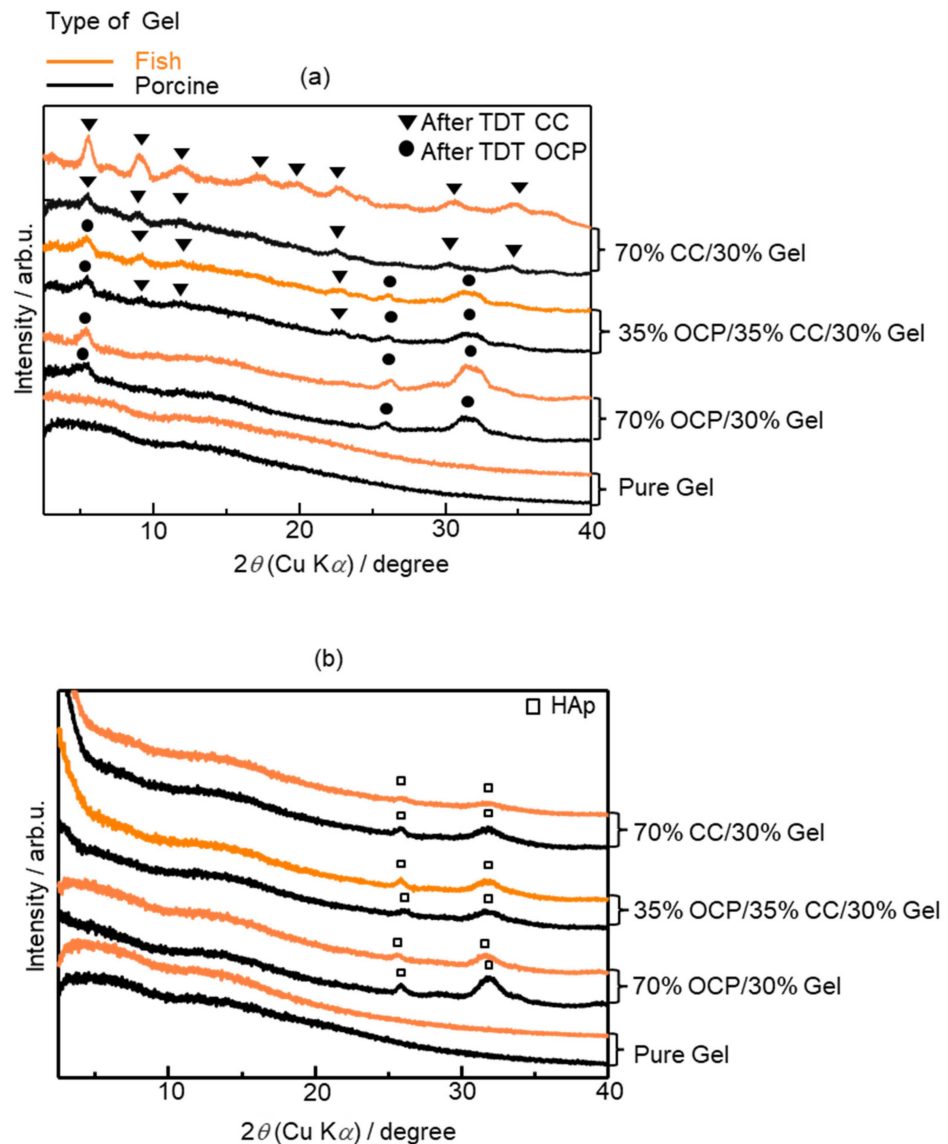 Type of Gel
Fish
Porcine
(a)
▼After TDT CC
●After TDT OCP
70% CC/30% Gel
35% OCP/35% CC/30% Gel
70% OCP/30% Gel
Pure Gel
Intensity / arb.u.
10 20 30 40
2θ (Cu Kα) / degree
(b)
□ HAp
70% CC/30% Gel
35% OCP/35% CC/30% Gel
70% OCP/30% Gel
Pure Gel
Intensity / arb.u.
10 20 30 40
2θ (Cu Kα) / degree